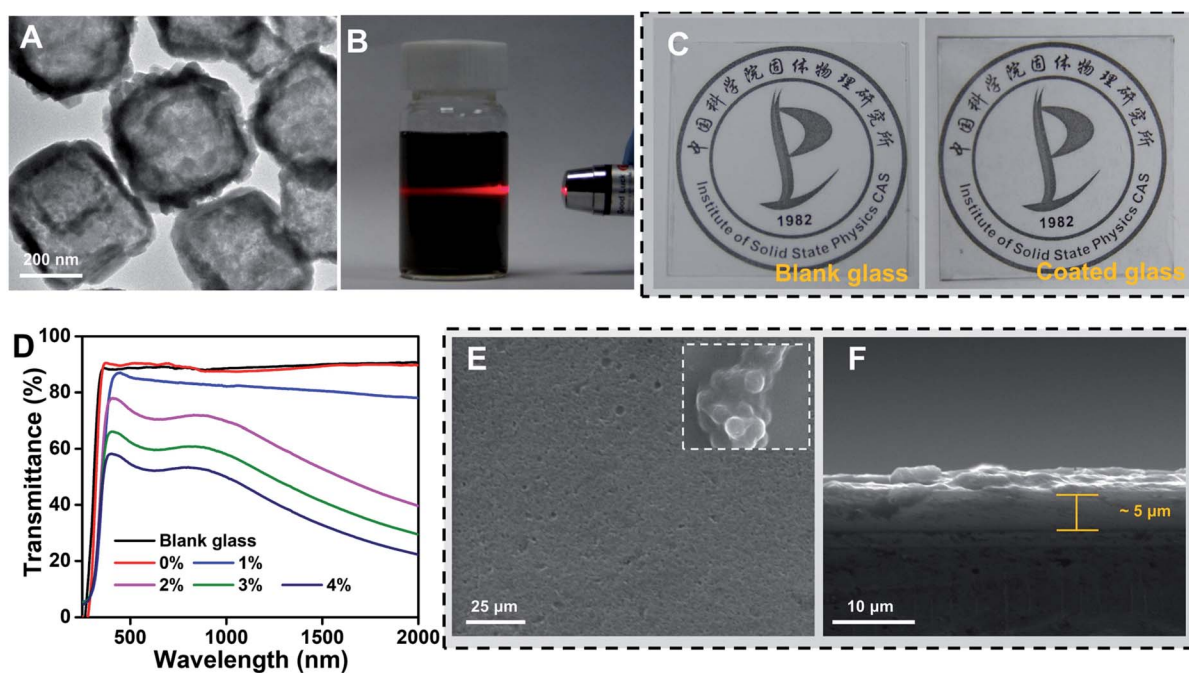 A
200 nm
B
C
中国科学院固体物理研究所
1982
Institute of Solid State Physics CAS
Blank glass
中国科学院固体物理研究所
1982
Institute of Solid State Physics CAS
Coated glass
D
Transmittance (%)
100
80
60
40
20
0
Blank glass
0% 1%
2% 3% 4%
500 1000 1500 2000
Wavelength (nm)
E
25 µm
F
~ 5 µm
10 µm